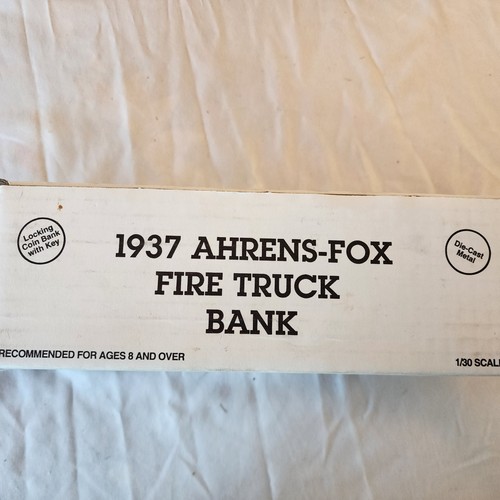 Locking
Coin Bank
with Key
1937 AHRENS-FOX
FIRE TRUCK
BANK
Die-Cast
Metal
RECOMMENDED FOR AGES 8 AND OVER
1/30 SCALE